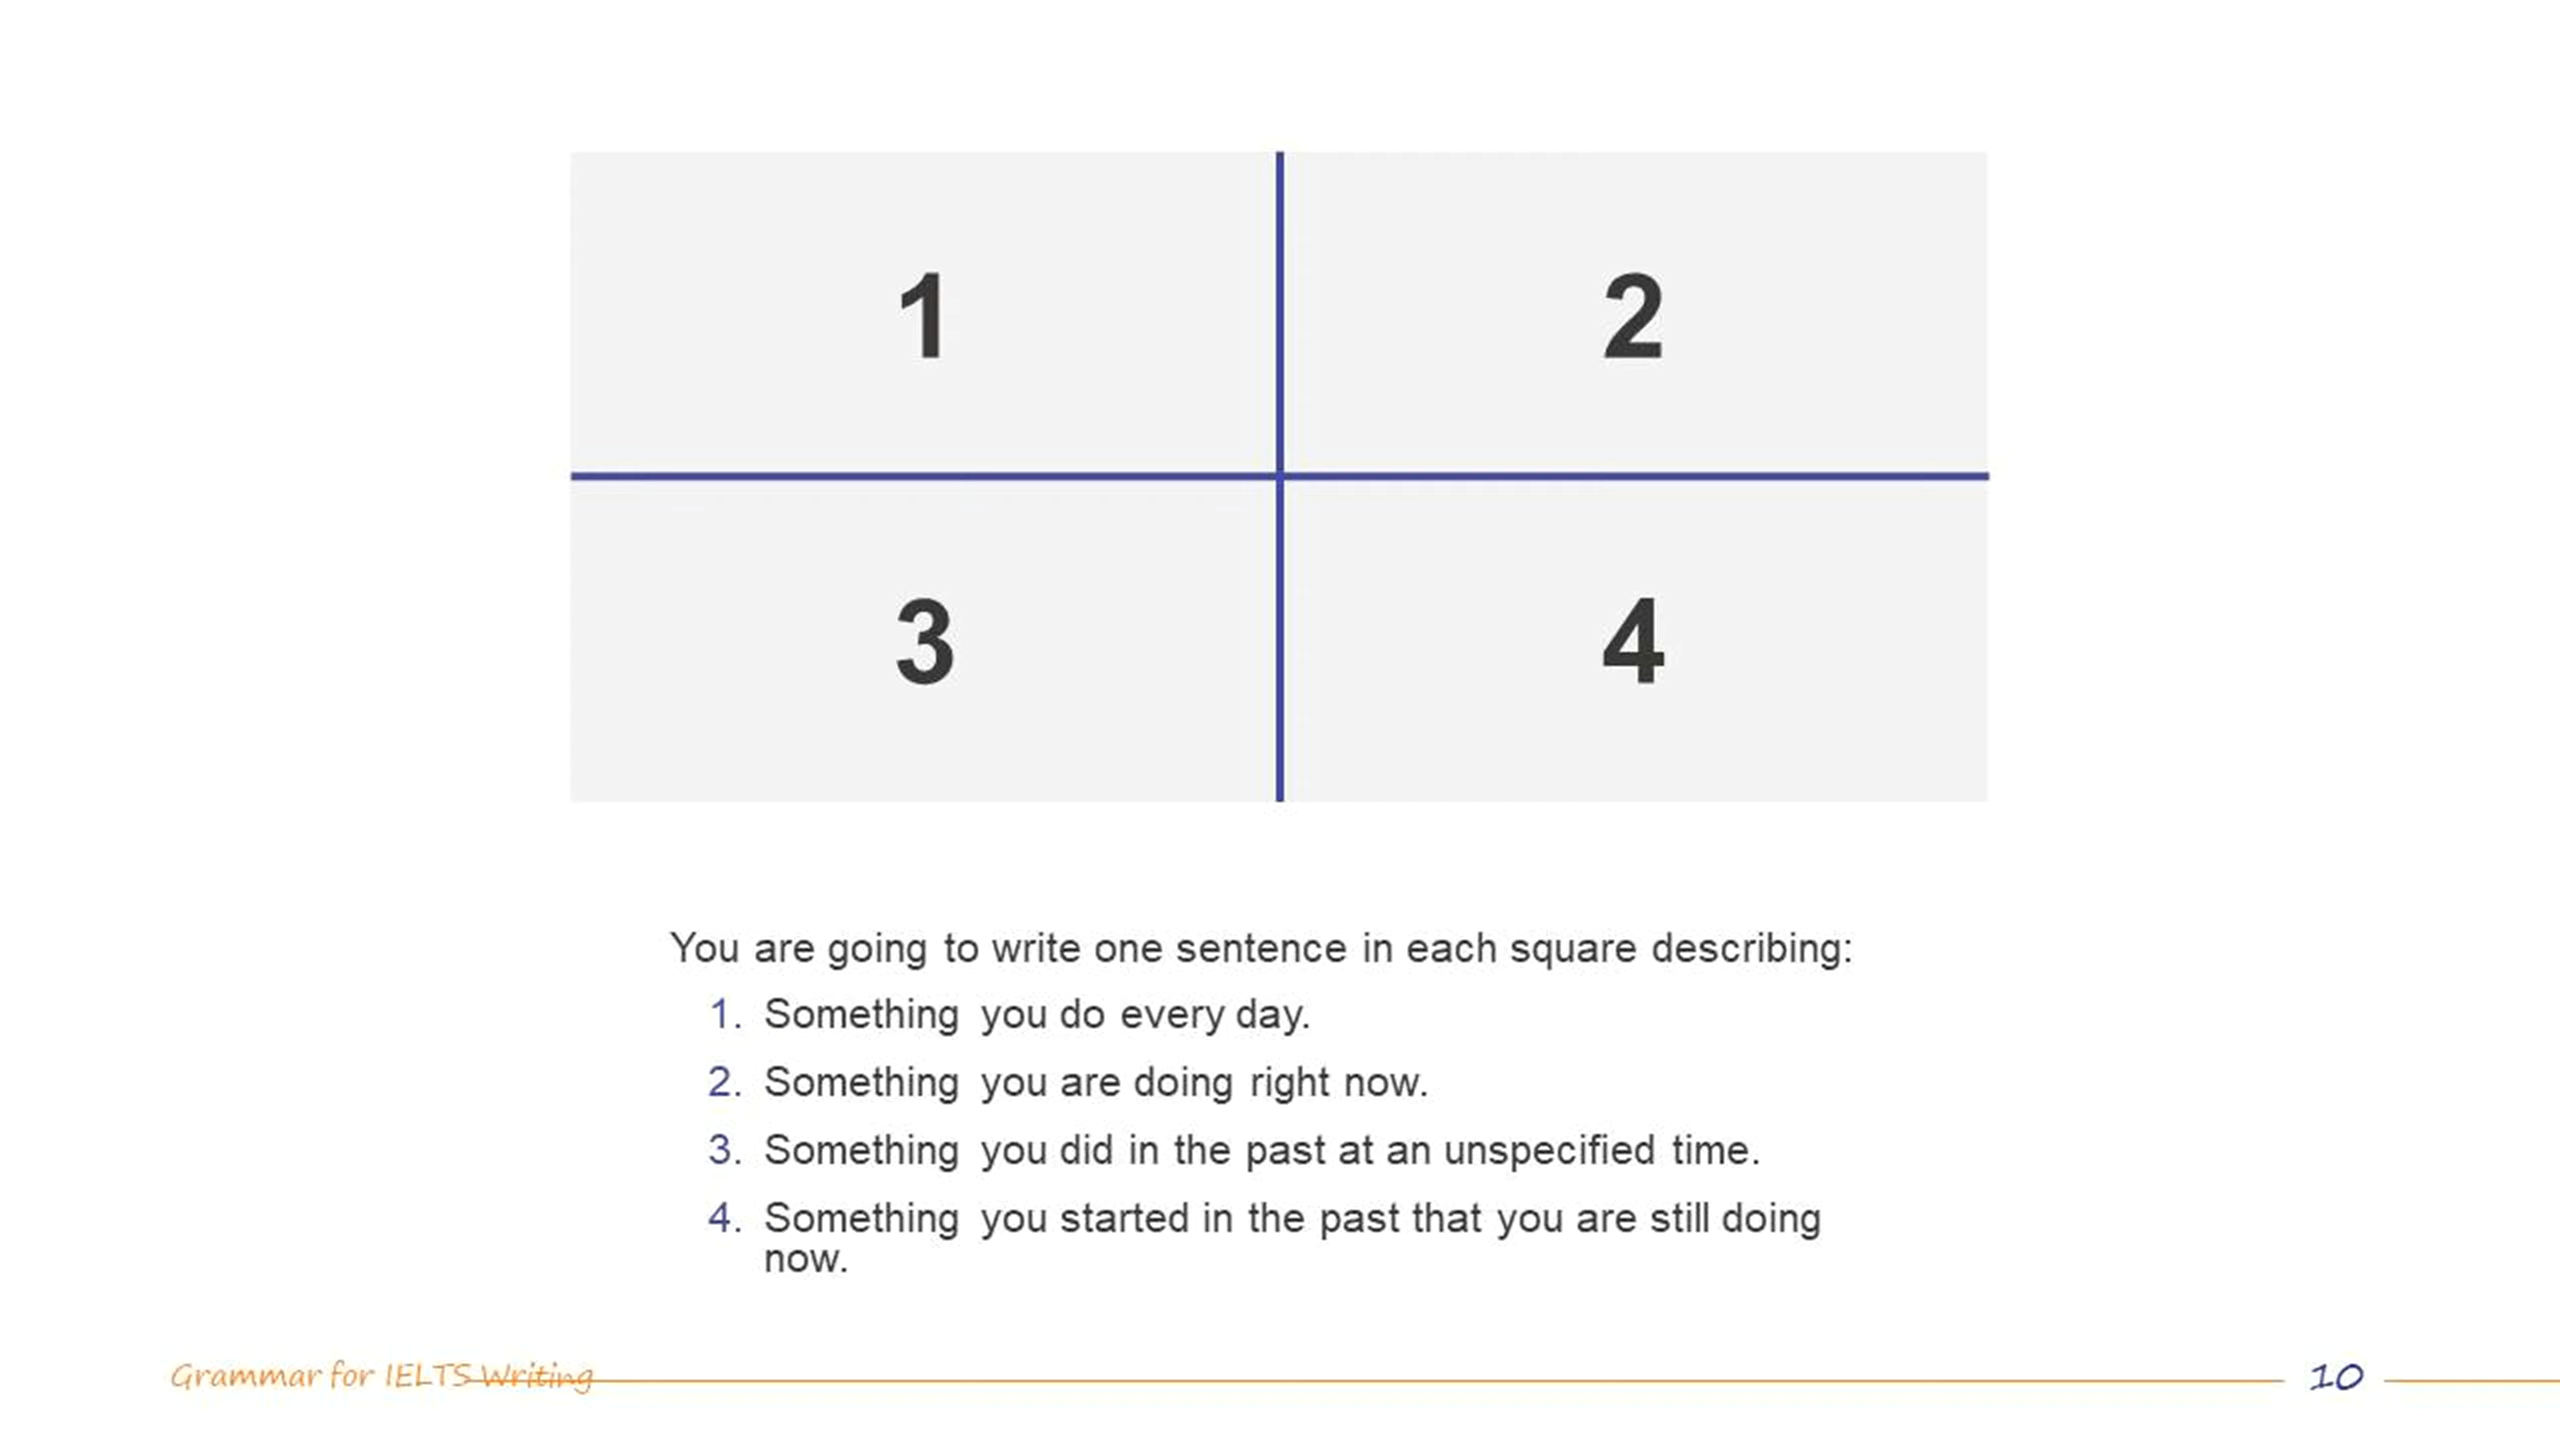 1
2
3
4
You are going to write one sentence in each square describing:
1. Something you do every day.
2. Something you are doing right now.
3. Something you did in the past at an unspecified time.
4. Something you started in the past that you are still doing
now.
Grammar for IELTS Writing
10